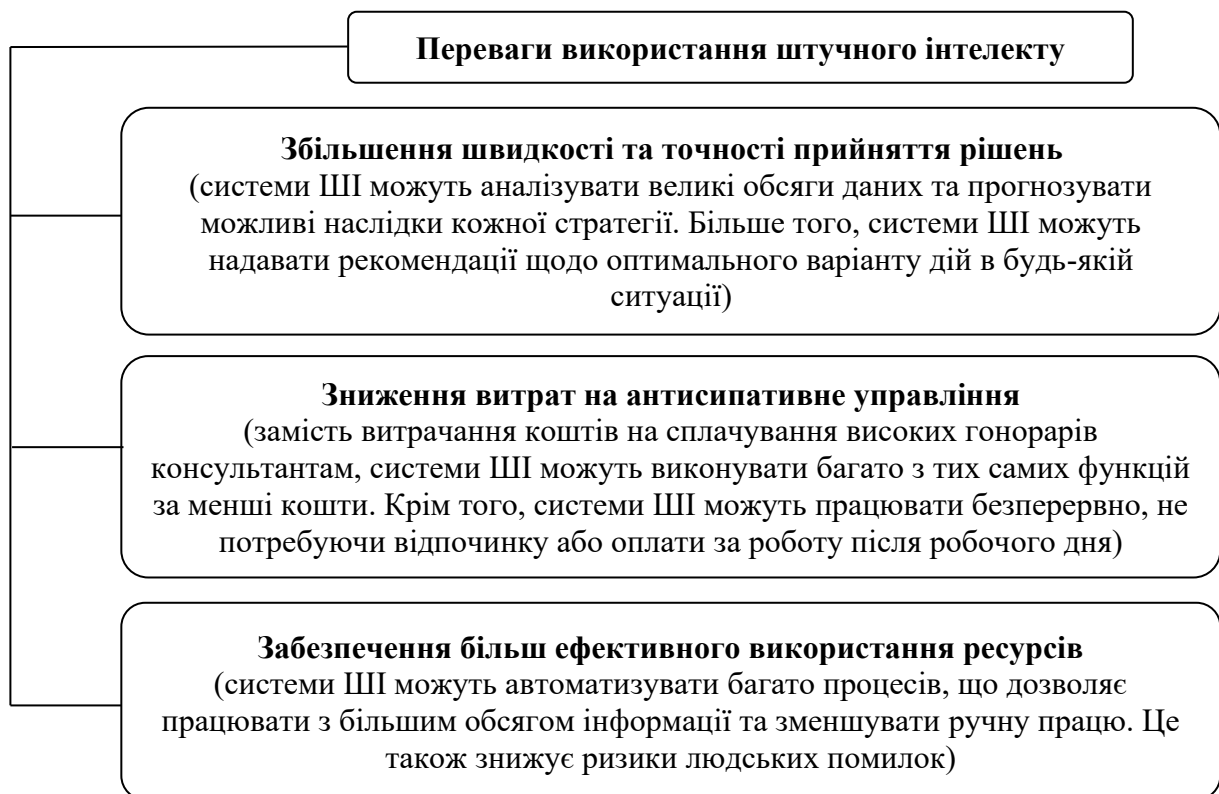 Переваги використання штучного інтелекту
Збільшення швидкості та точності прийняття рішень
(системи ШІ можуть аналізувати великі обсяги даних та прогнозувати
можливі наслідки кожної стратегії. Більше того, системи ШІ можуть
надавати рекомендації щодо оптимального варіанту дій в будь-якій
ситуації)
Зниження витрат на антисипативне управління
(замість витрачання коштів на сплачування високих гонорарів
консультантам, системи ШІ можуть виконувати багато з тих самих функцій
за менші кошти. Крім того, системи ШІ можуть працювати безперервно, не
потребуючи відпочинку або оплати за роботу після робочого дня)
Забезпечення більш ефективного використання ресурсів
(системи ШІ можуть автоматизувати багато процесів, що дозволяє
працювати з більшим обсягом інформації та зменшувати ручну працю. Це
також знижує ризики людських помилок)